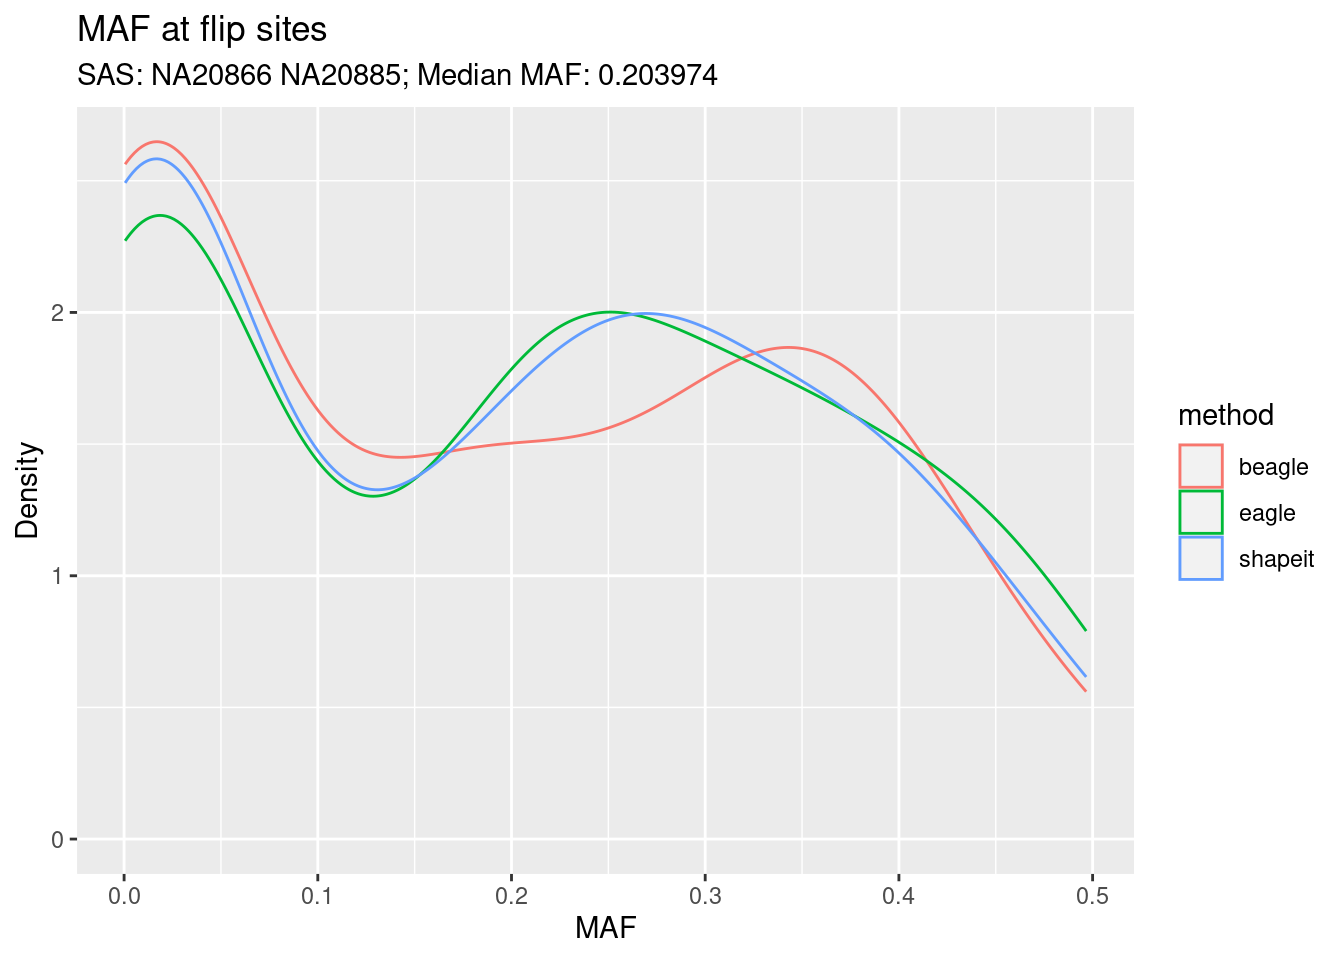 MAF at flip sites
SAS: NA20866 NA20885; Median MAF: 0.203974
Density
2
1
0
0.0
0.1
0.2
0.3
0.4
0.5
MAF
method
beagle
eagle
shapeit